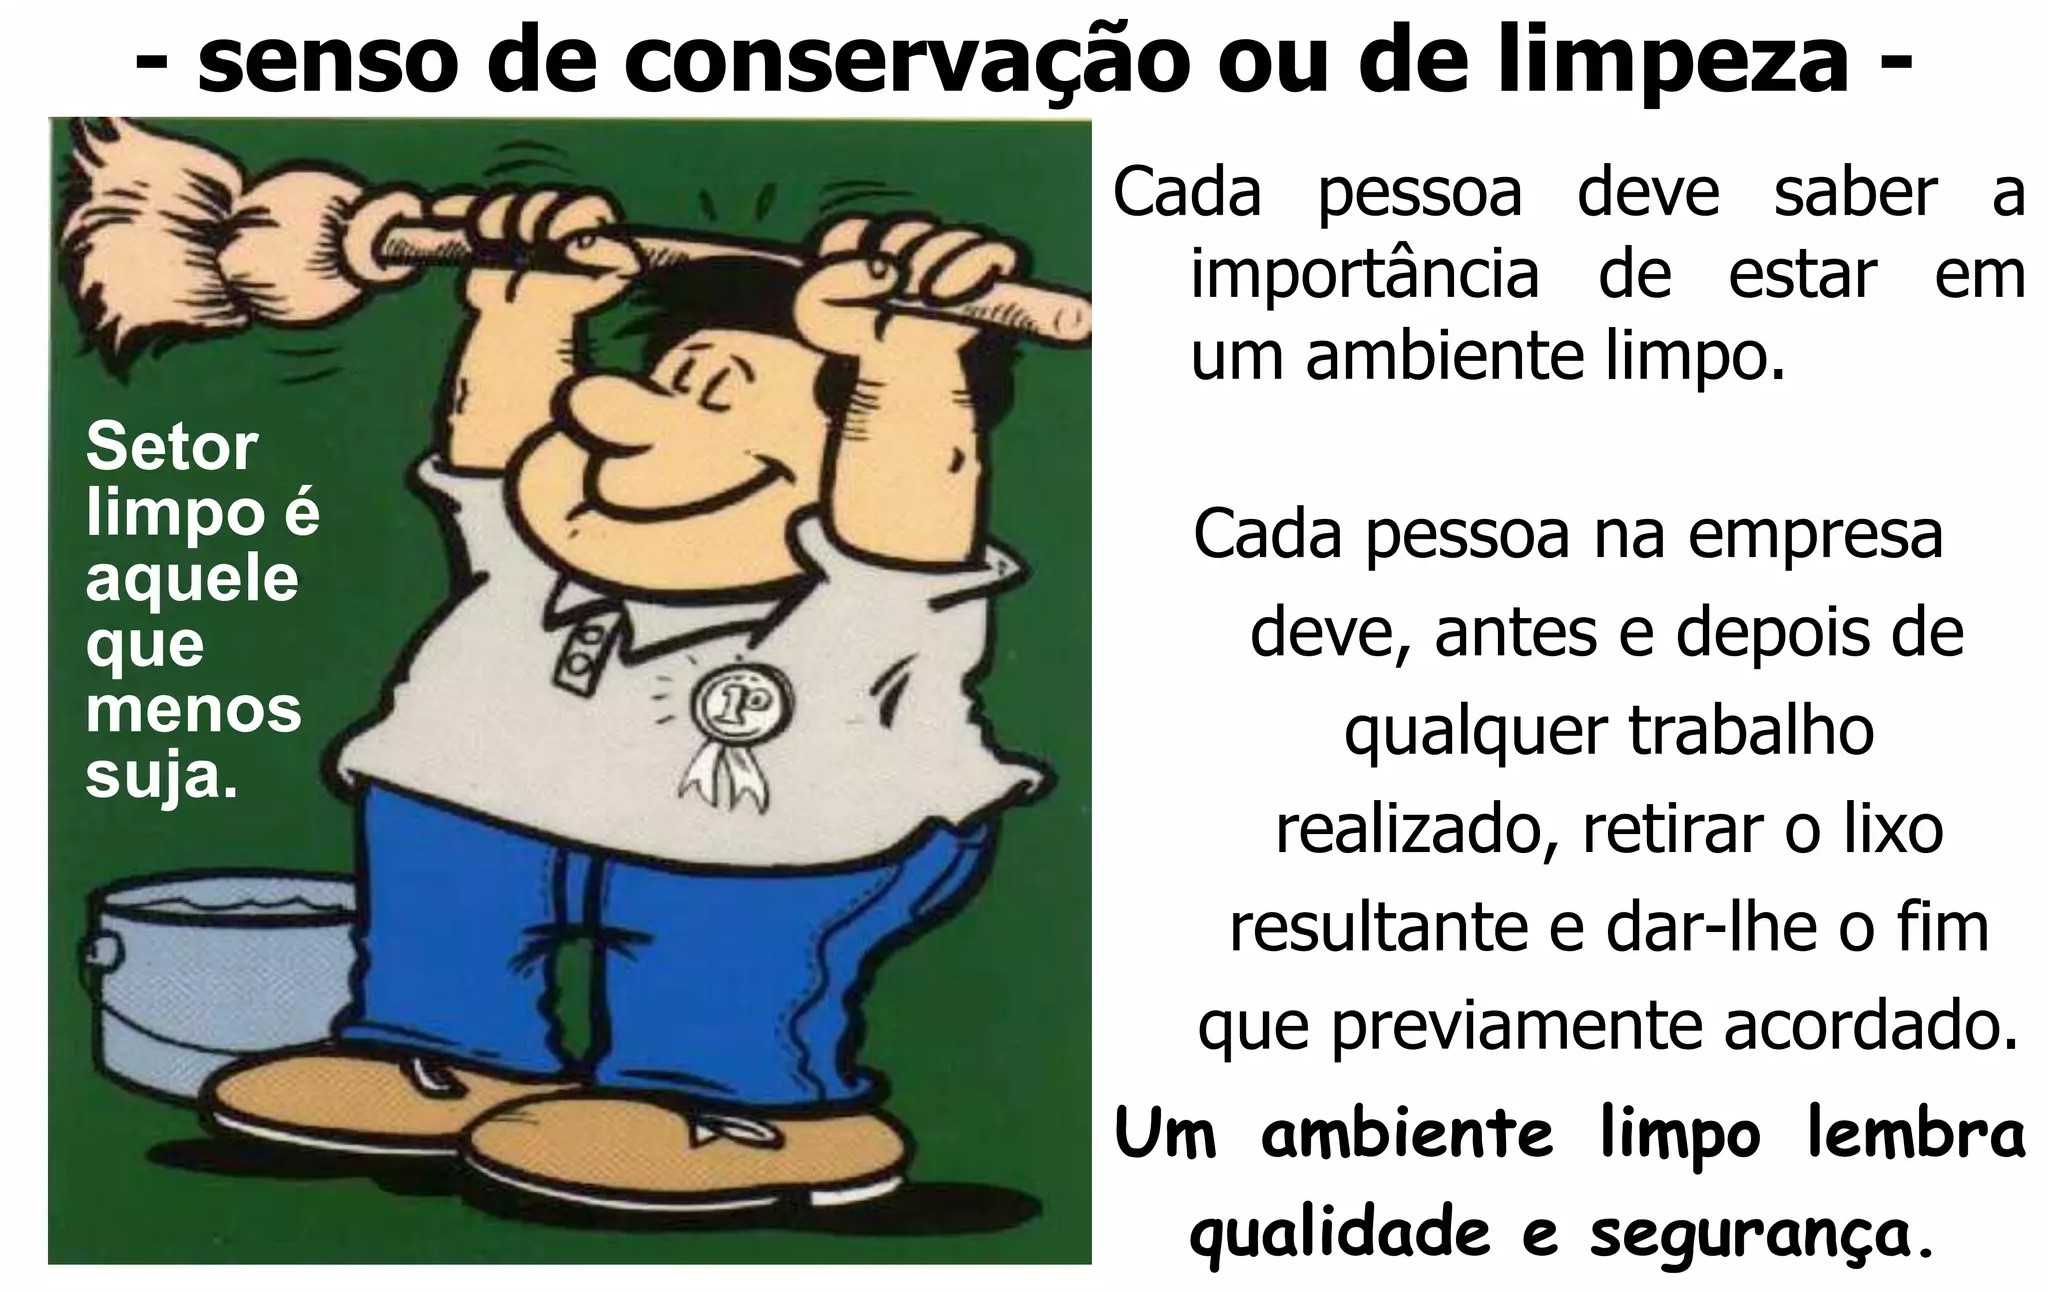 - senso de conservação ou de limpeza -
Setor
limpo é
aquele
que
menos
suja.
1º
Cada pessoa deve saber a
importância de estar em
um ambiente limpo.
Cada pessoa na empresa
deve, antes e depois de
qualquer trabalho
realizado, retirar o lixo
resultante e dar-lhe o fim
que previamente acordado.
Um ambiente limpo lembra
qualidade e segurança.